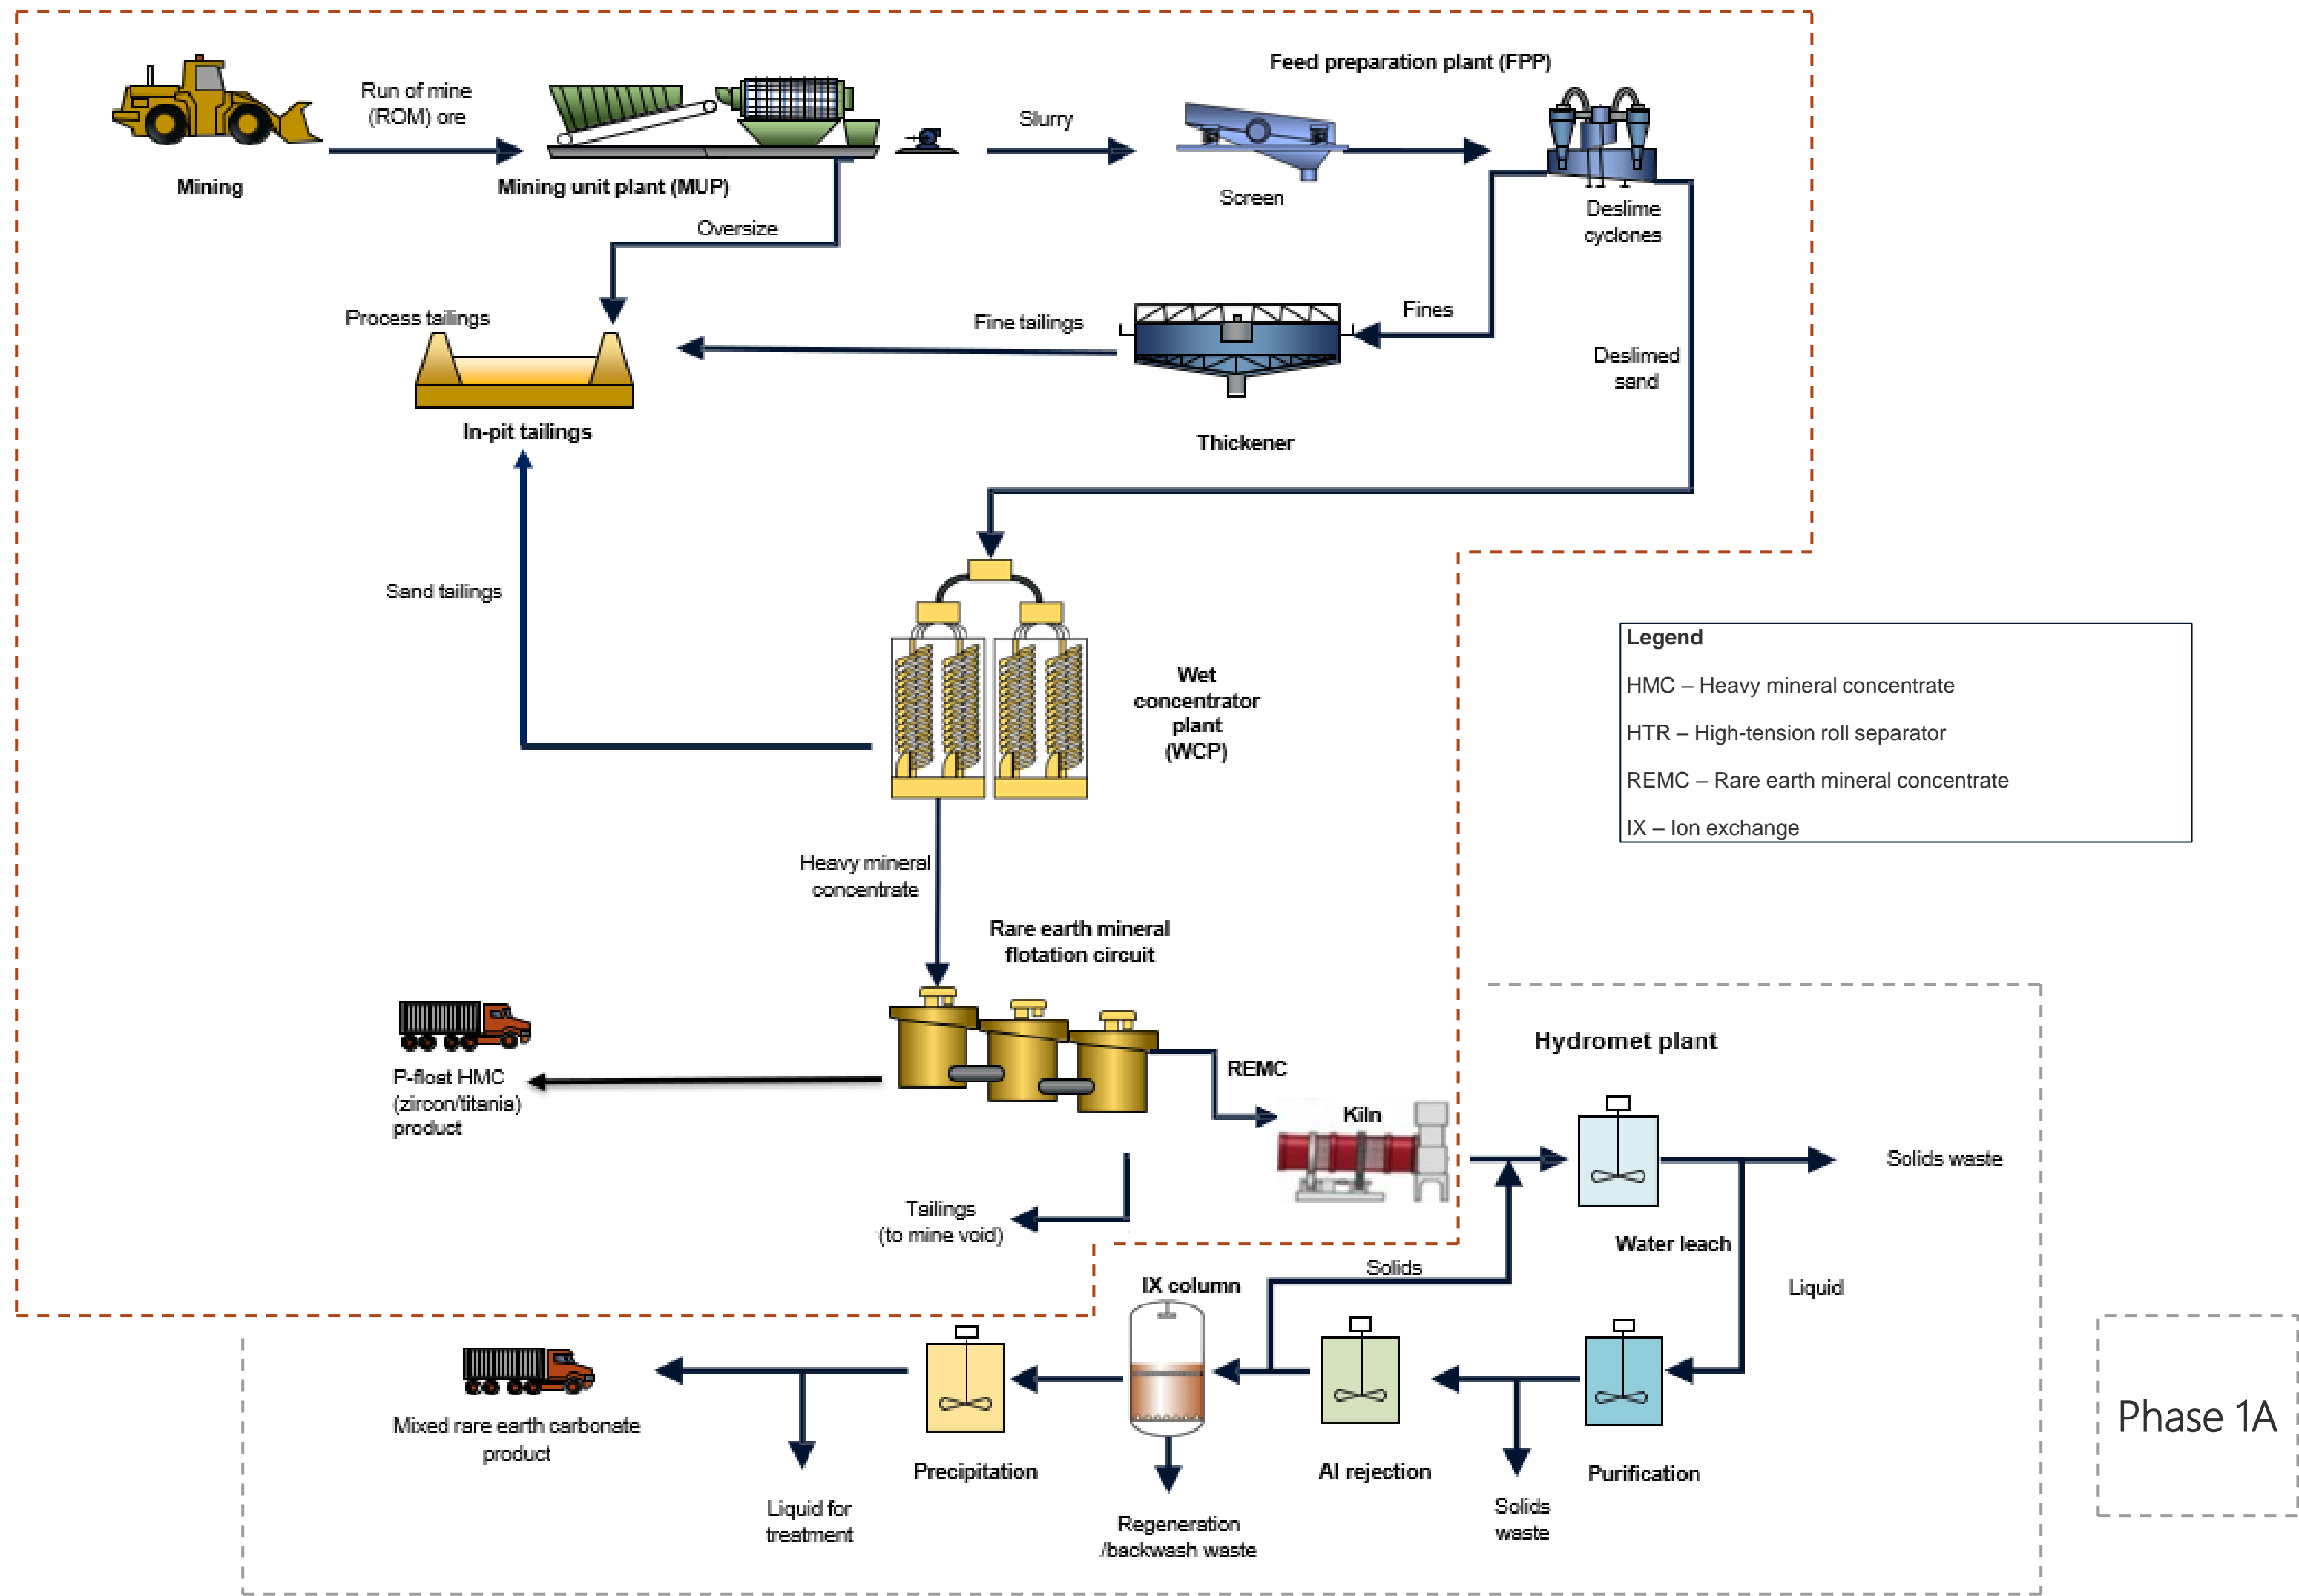 Feed preparation plant (FPP)
Run of mine
(ROM) ore
Slurry
Mining
Mining unit plant (MUP)
Screen
Deslime
cyclones
Oversize
Process tailings
Fine tailings
Fines
Deslimed
sand
In-pit tailings
Thickener
Sand tailings
Wet
concentrator
plant
(WCP)
Legend
HMC – Heavy mineral concentrate
HTR – High-tension roll separator
REMC – Rare earth mineral concentrate
IX – Ion exchange
Heavy mineral
concentrate
Rare earth mineral
flotation circuit
P-float HMC
(zircon/titania)
product
REMC
Kiln
Hydromet plant
Solids waste
Tailings
(to mine void)
Water leach
Solids
IX column
Liquid
Mixed rare earth carbonate
product
Precipitation
Al rejection
Purification
Liquid for
treatment
Regeneration
/backwash waste
Solids
waste
Phase 1A